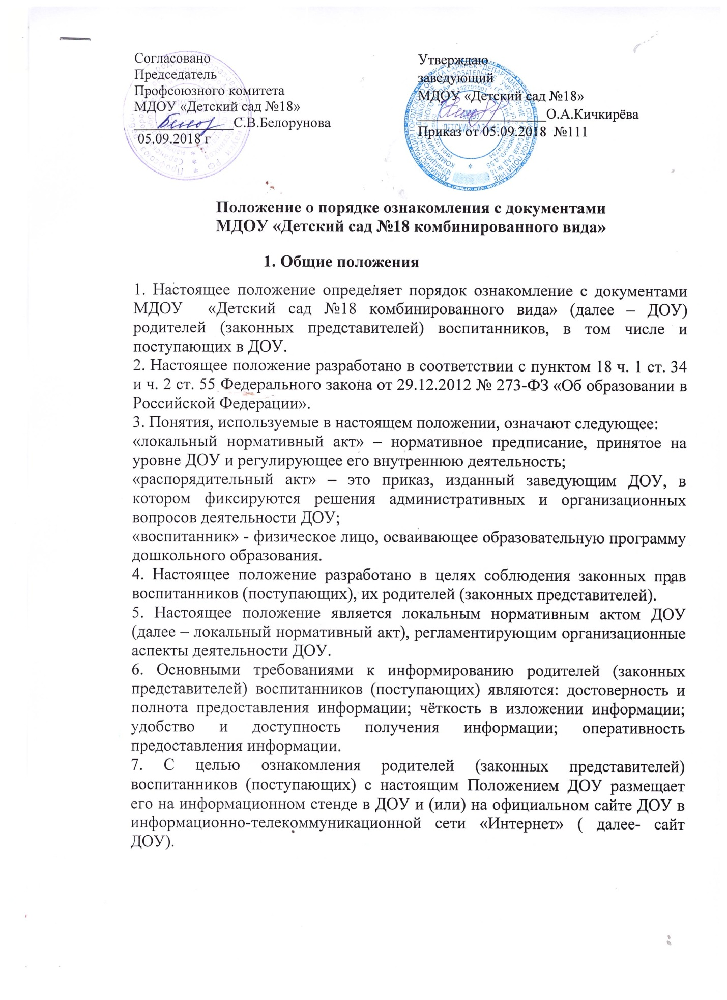 Согласовано
Председатель
Профсоюзного комитета
МДОУ «Детский сад №18»
С.В.Белорунова
05.09.2018 г
Утверждаю
заведующий
МДОУ «Детский сад №18»
О.А.Кичкирёва
Приказ от 05.09.2018 №111
Положение о порядке ознакомления с документами
МДОУ «Детский сад №18 комбинированного вида»
1. Общие положения
1. Настоящее положение определяет порядок ознакомление с документами
МДОУ «Детский сад №18 комбинированного вида» (далее – ДОУ)
родителей (законных представителей) воспитанников, в том числе и
поступающих в ДОУ.
2. Настоящее положение разработано в соответствии с пунктом 18 ч. 1 ст. 34
и ч. 2 ст. 55 Федерального закона от 29.12.2012 № 273-ФЗ «Об образовании в
Российской Федерации».
3. Понятия, используемые в настоящем положении, означают следующее:
«локальный нормативный акт» – нормативное предписание, принятое на
уровне ДОУ и регулирующее его внутреннюю деятельность;
«распорядительный акт» – это приказ, изданный заведующим ДОУ, в
котором фиксируются решения административных и организационных
вопросов деятельности ДОУ;
«воспитанник» - физическое лицо, осваивающее образовательную программу
дошкольного образования.
4. Настоящее положение разработано в целях соблюдения законных прав
воспитанников (поступающих), их родителей (законных представителей).
5. Настоящее положение является локальным нормативным актом ДОУ
(далее – локальный нормативный акт), регламентирующим организационные
аспекты деятельности ДОУ.
6. Основными требованиями к информированию родителей (законных
представителей) воспитанников (поступающих) являются: достоверность и
полнота предоставления информации; чёткость в изложении информации;
удобство и доступность получения информации; оперативность
предоставления информации.
7. С целью ознакомления родителей (законных представителей)
воспитанников (поступающих) с настоящим Положением ДОУ размещает
его на информационном стенде в ДОУ и (или) на официальном сайте ДОУ в
информационно-телекоммуникационной сети «Интернет» ( далее- сайт
ДОУ).